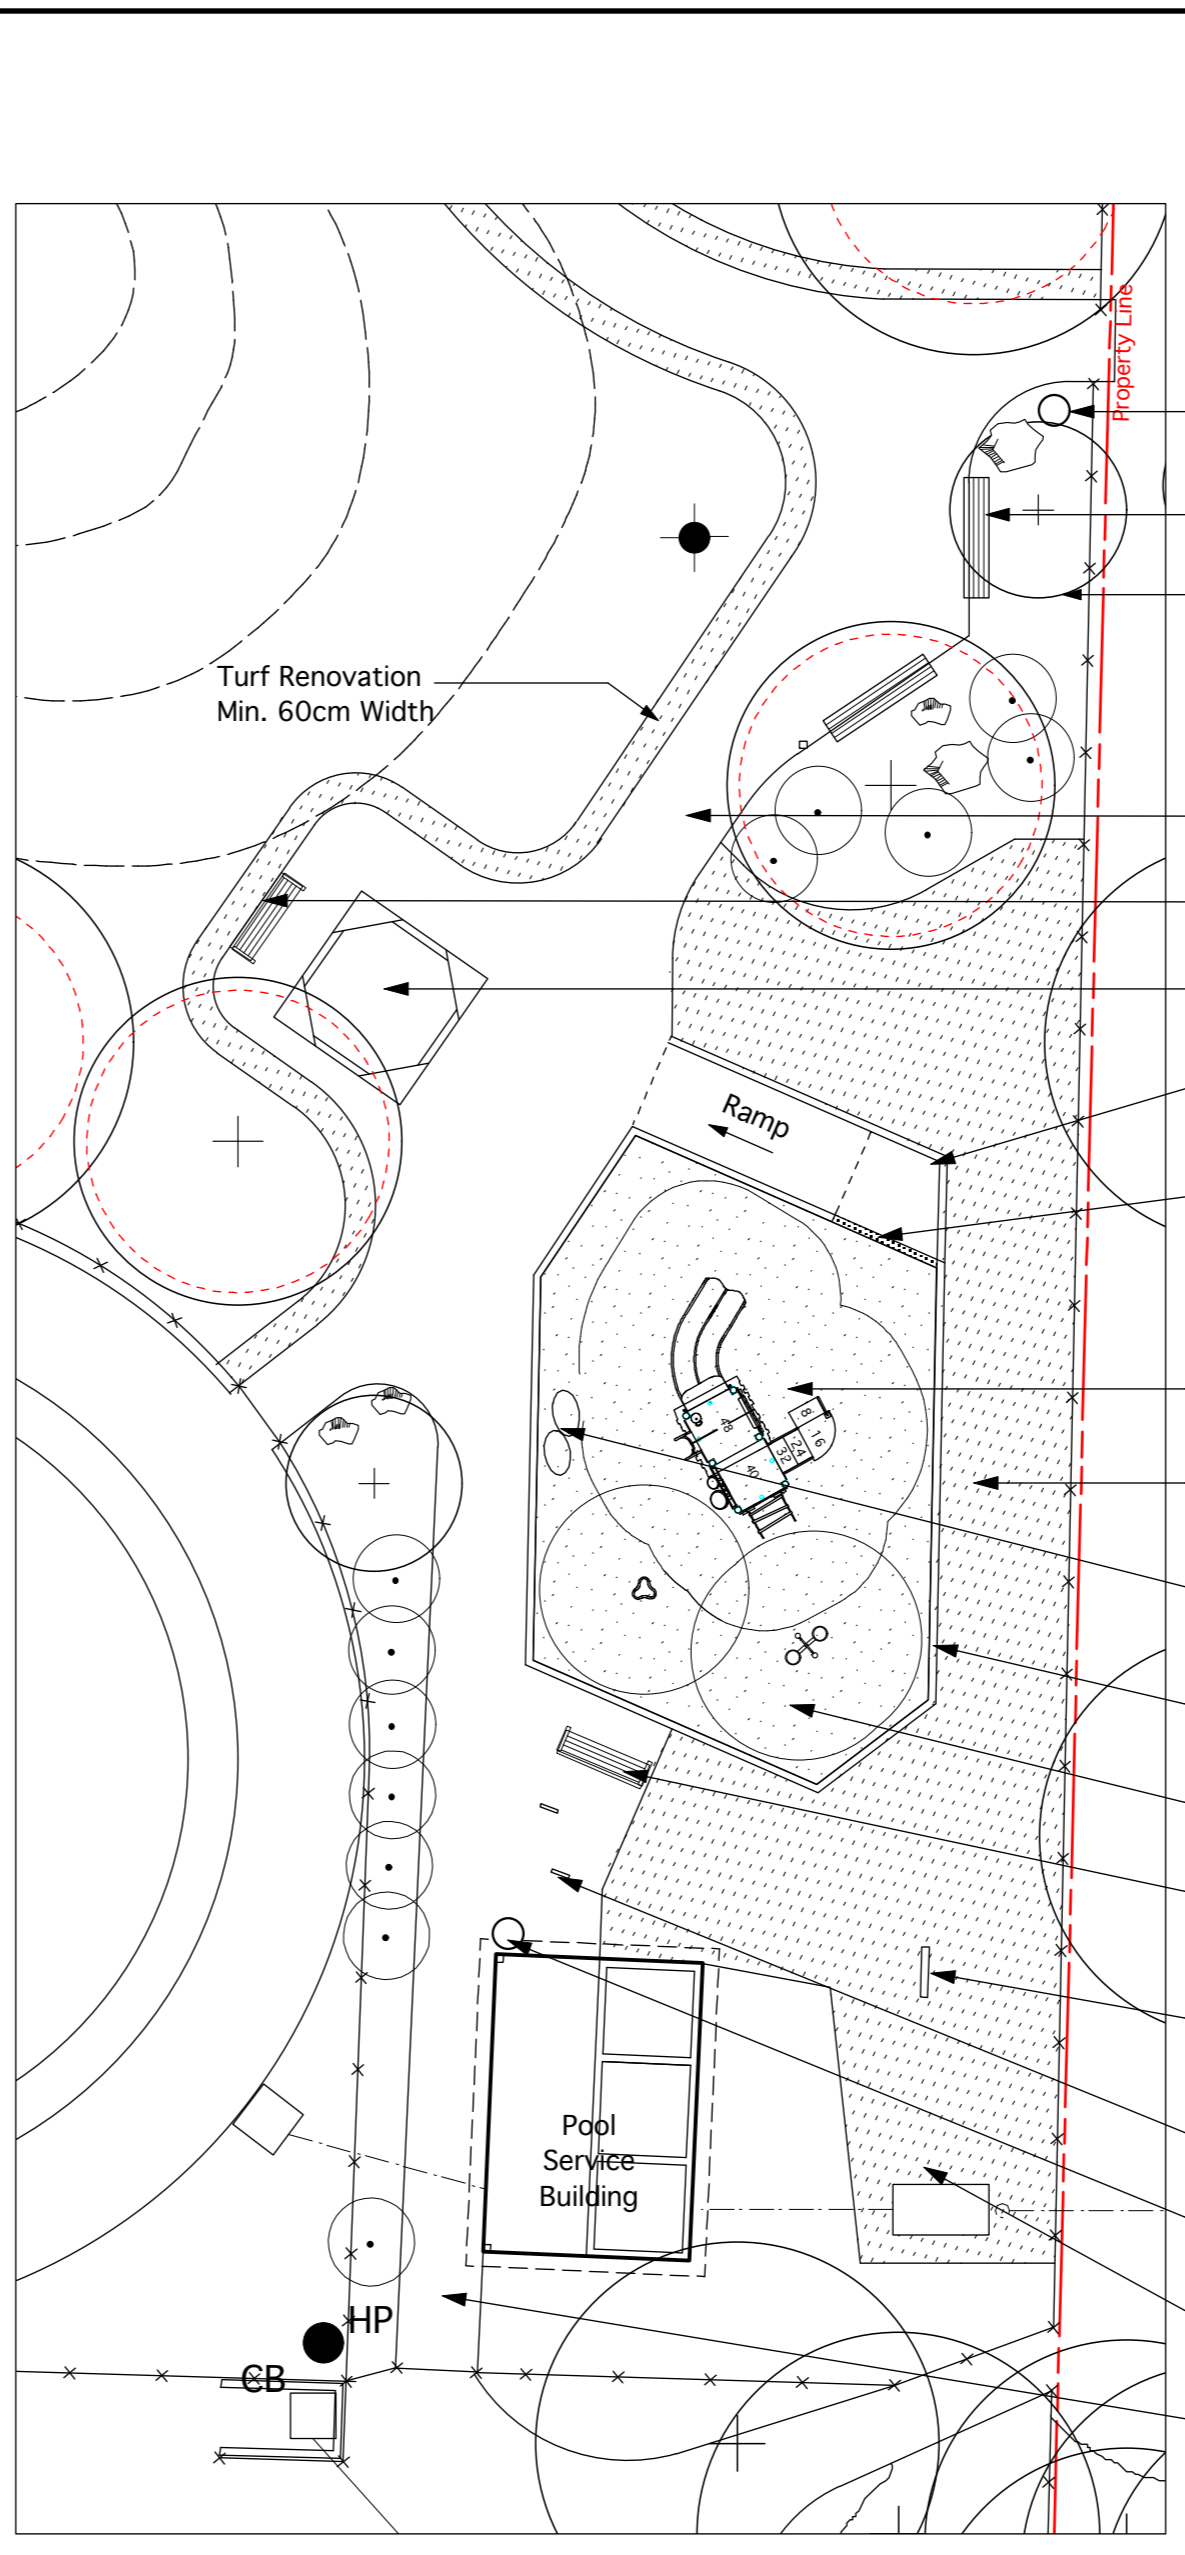 Property Line
Turf Renovation
Min. 60cm Width
Ramp
48
8
16
24
32
40
Pool
Service
Building
HP
CB